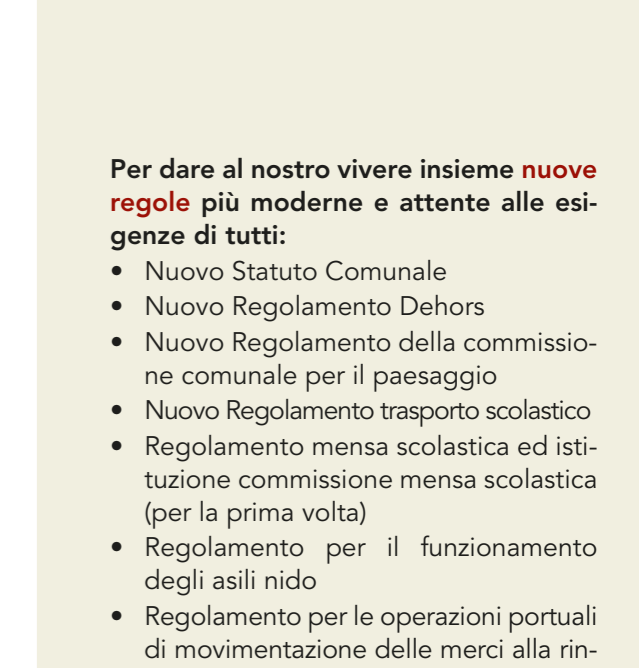 Per dare al nostro vivere insieme nuove
regole più moderne e attente alle esi-
genze di tutti:
• Nuovo Statuto Comunale
• Nuovo Regolamento Dehors
• Nuovo Regolamento della commissio-
ne comunale per il paesaggio
• Nuovo Regolamento trasporto scolastico
• Regolamento mensa scolastica ed isti-
tuzione commissione mensa scolastica
(per la prima volta)
• Regolamento per il funzionamento
degli asili nido
• Regolamento per le operazioni portuali
di movimentazione delle merci alla rin-